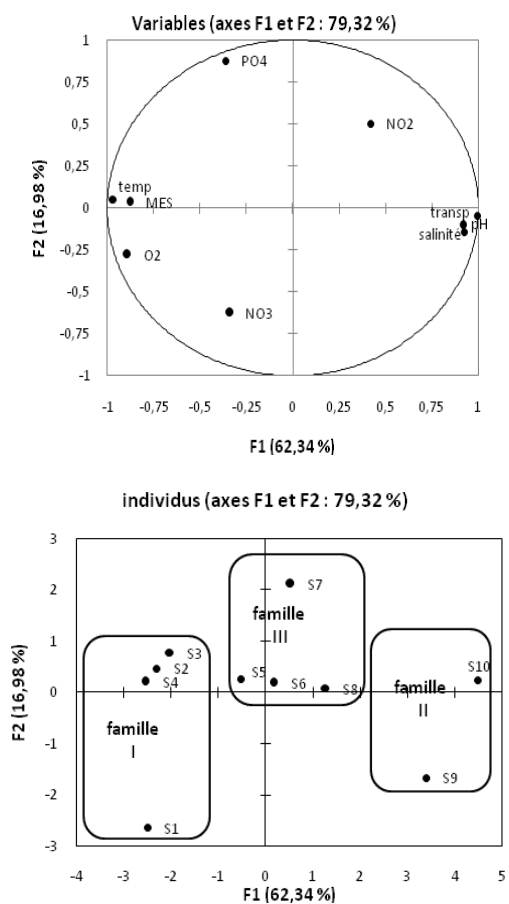 Variables (axes F1 et F2 : 79,32 %)
1
0,75
0,5
0,25
0
-0,25
-0,5
-0,75
-1
F2 (16,98 %)
PO4
NO2
temp
MES
transp
pH
salinité
O2
NO3
-1 -0,75 -0,5 -0,25 0 0,25 0,5 0,75 1
F1 (62,34 %)
individus (axes F1 et F2 : 79,32 %)
3
2
1
0
-1
-2
-3
F2 (16,98 %)
S7
famille
III
S3
S2
S4
S5
S6
S8
S10
famille
II
famille
I
S9
S1
-4 -3 -2 -1 0 1 2 3 4 5
F1 (62,34 %)